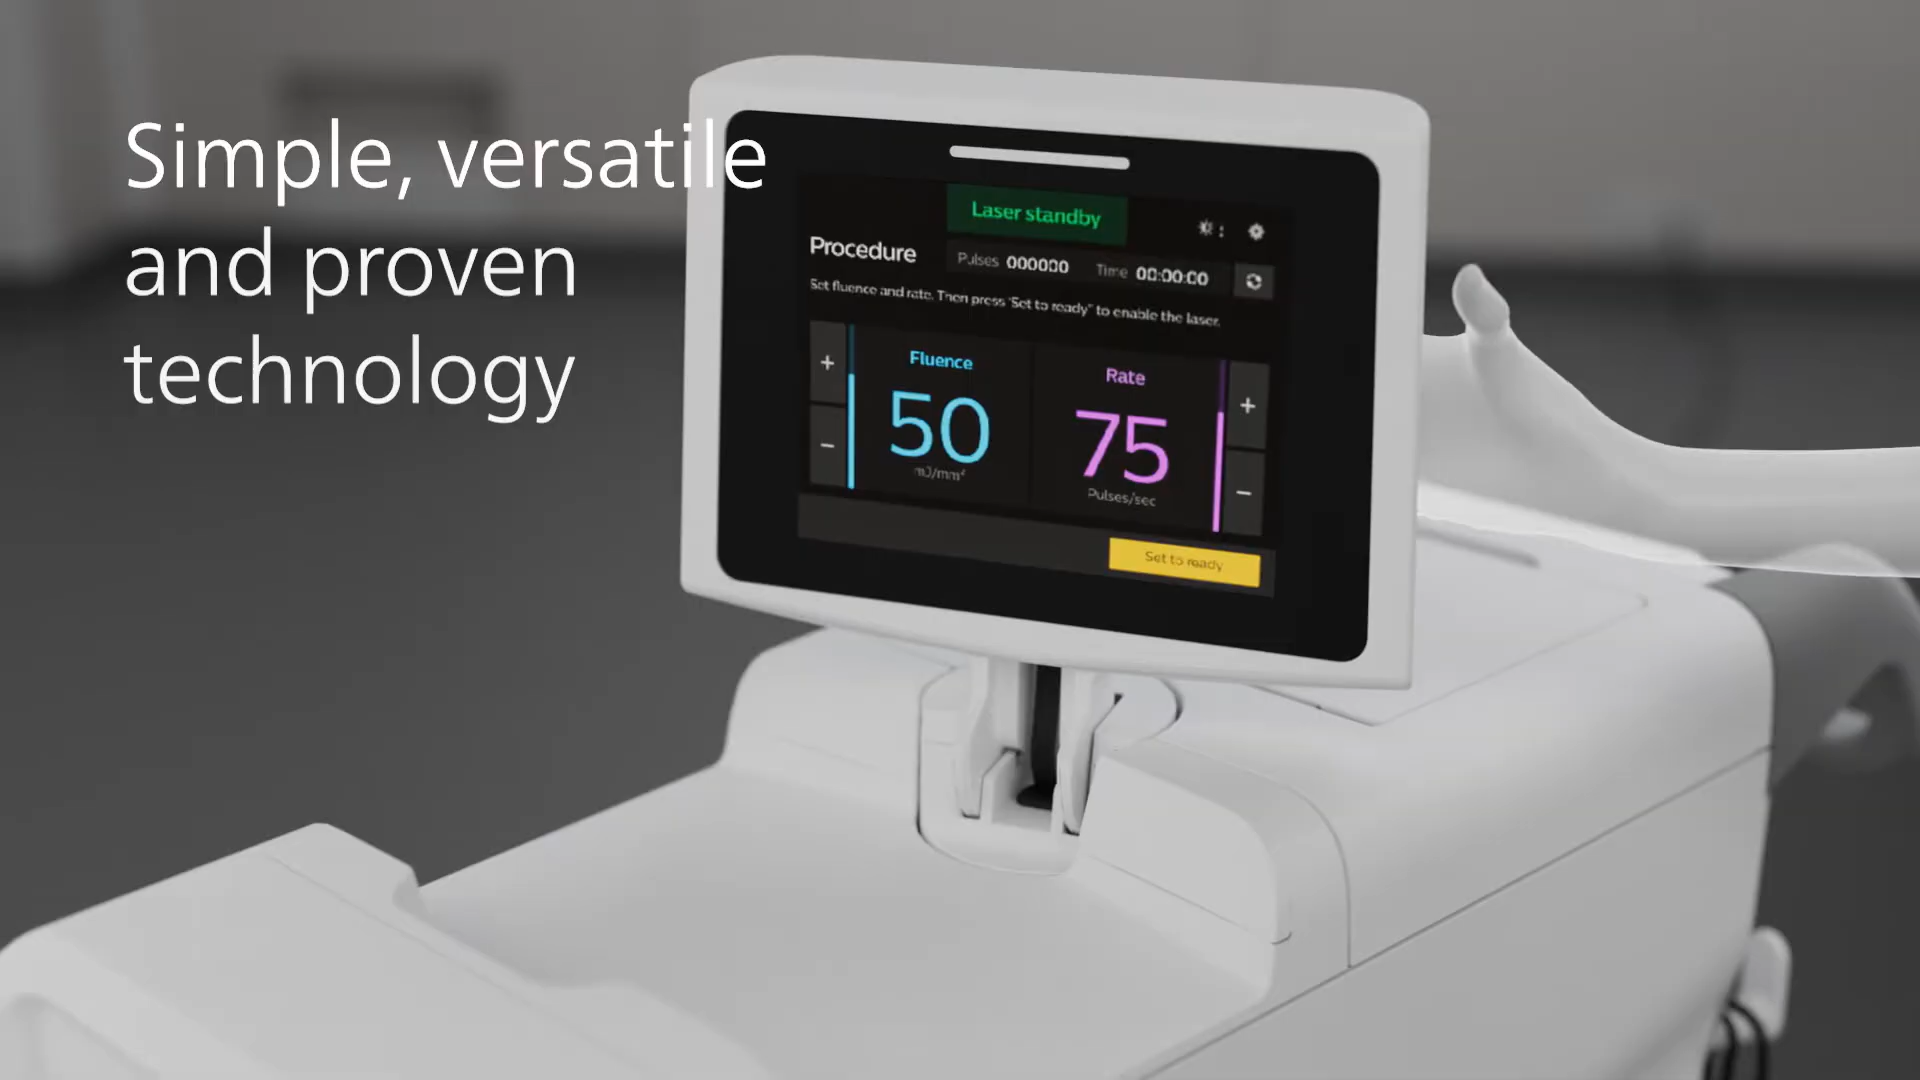 Simple, versatile
and proven
technology
Laser standby
Procedure
Pulses 000000 Time 00:00:00
Set fluence and rate. Then press "Set to ready" to enable the laser.
+
Fluence
50
mJ/mm²
−
Rate
75
Pulses/sec
+
−
Set to ready